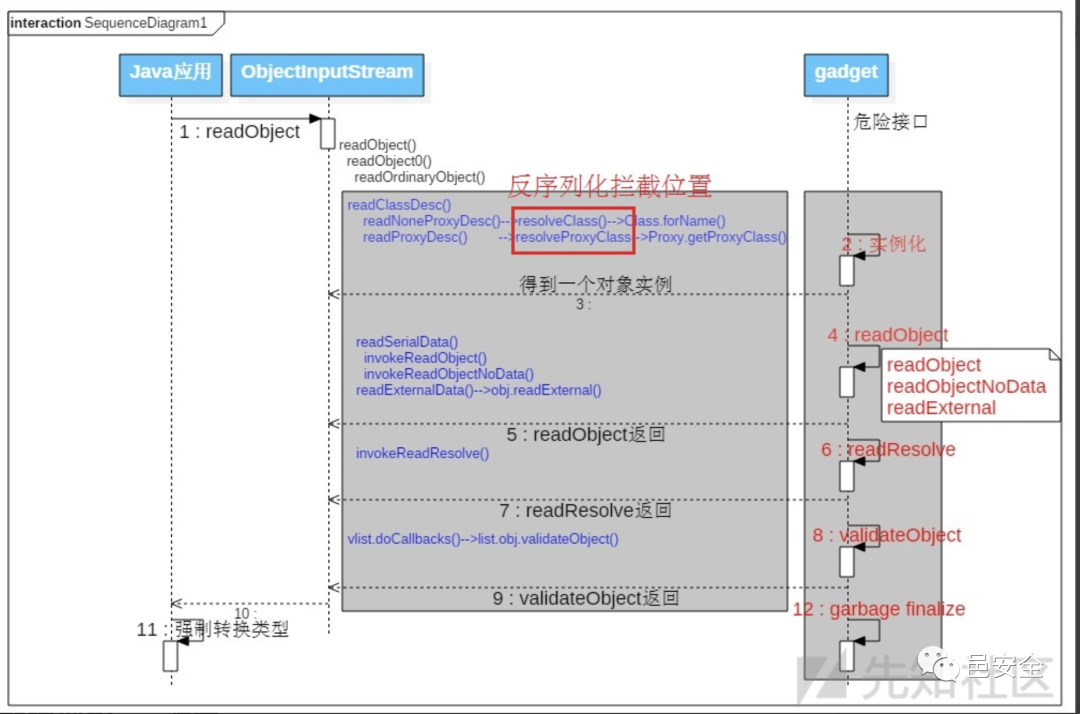 interaction SequenceDiagram1
Java应用
ObjectInputStream
gadget
危险接口
1 : readObject
readObject()
readObject0()
readOrdinaryObject()
反序列化拦截位置
readClassDesc()
readNoneProxyDesc()-->resolveClass()-->Class.forName()
readProxyDesc() -->resolveProxyClass-->Proxy.getProxyClass()
2 : 实例化
得到一个对象实例
3 :
4 : readObject
readSerialData()
invokeReadObject()
invokeReadObjectNoData()
readExternalData()-->obj.readExternal()
readObject
readObjectNoData
readExternal
5 : readObject返回
6 : readResolve
invokeReadResolve()
7 : readResolve返回
8 : validateObject
vlist.doCallbacks()-->list.obj.validateObject()
9 : validateObject返回
10 :
12 : garbage finalize
11 : 强制转换类型
邑安全
先知社区